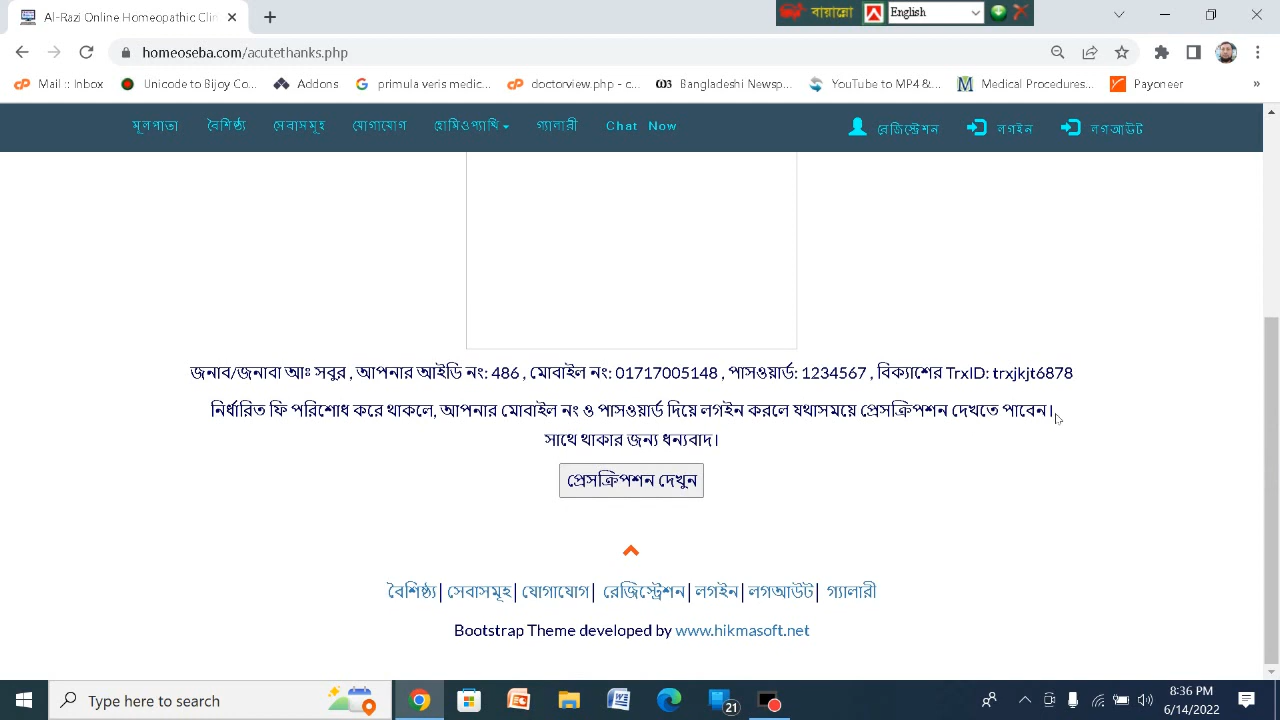 Al-Razi Online
বায়ান্নো
English
homeoseba.com/acutethanks.php
Mail :: Inbox
Unicode to Bijoy Co...
Addons
primula veris medic...
doctorview.php - c...
Bangladeshi Newsp...
YouTube to MP4 &...
Medical Procedures...
Payoneer
»
মূলপাতা
বৈশিষ্ঠ্য
সেবাসমূহ
যোগাযোগ
হোমিওপ্যাথি
গ্যালারী
Chat Now
রেজিস্ট্রেশন
লগইন
লগআউট
জনাব/জনাবা আঃ সবুর , আপনার আইডি নং: 486 , মোবাইল নং: 01717005148 , পাসওয়ার্ড: 1234567 , বিক্যাশের TrxID: trxjkjt6878
নির্ধারিত ফি পরিশোধ করে থাকলে, আপনার মোবাইল নং ও পাসওয়ার্ড দিয়ে লগইন করলে যথাসময়ে প্রেসক্রিপশন দেখতে পাবেন।
সাথে থাকার জন্য ধন্যবাদ।
প্রেসক্রিপশন দেখুন
বৈশিষ্ঠ্য| সেবাসমূহ| যোগাযোগ| রেজিস্ট্রেশন| লগইন| লগআউট| গ্যালারী
Bootstrap Theme developed by www.hikmasoft.net
Type here to search
21
8:36 PM
6/14/2022